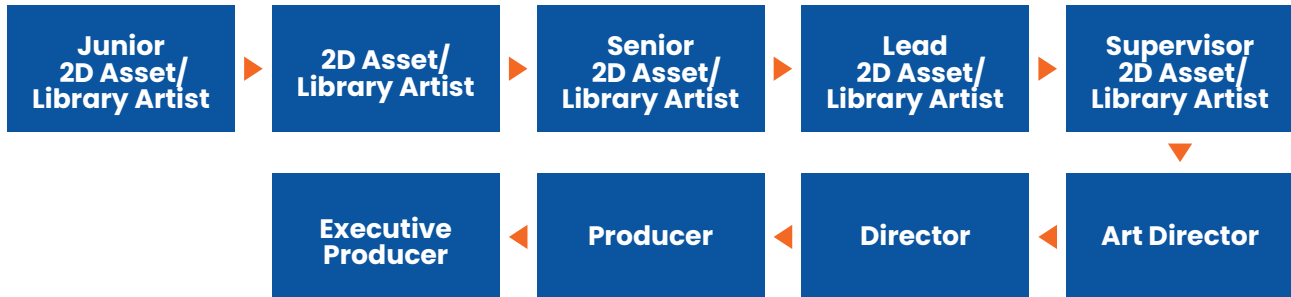 Junior
2D Asset/
Library Artist
2D Asset/
Library Artist
Senior
2D Asset/
Library Artist
Lead
2D Asset/
Library Artist
Supervisor
2D Asset/
Library Artist
Art Director
Director
Producer
Executive
Producer